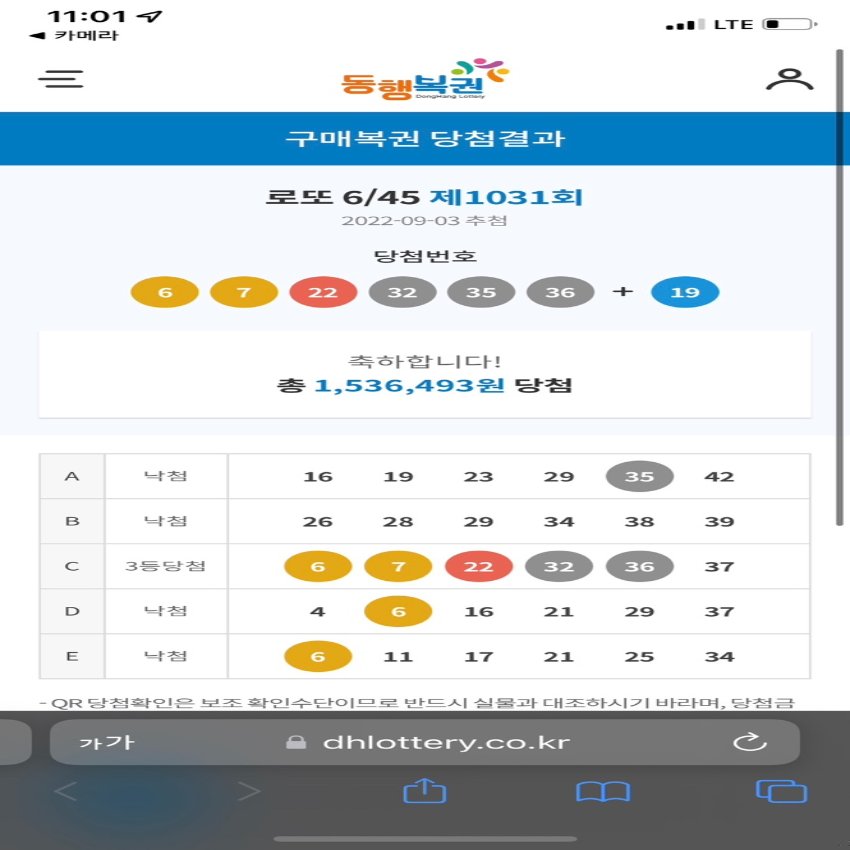 11:01
LTE
◀ 카메라
동행복권
DongHang Lottery
구매복권 당첨결과
로또 6/45 제1031회
2022-09-03 추첨
당첨번호
6 7 22 32 35 36 + 19
축하합니다!
총 1,536,493원 당첨
A 낙첨 16 19 23 29 35 42
B 낙첨 26 28 29 34 38 39
C 3등당첨 6 7 22 32 36 37
D 낙첨 4 6 16 21 29 37
E 낙첨 6 11 17 21 25 34
- QR 당첨확인은 보조 확인수단이므로 반드시 실물과 대조하시기 바라며, 당첨금
가가 dhlottery.co.kr